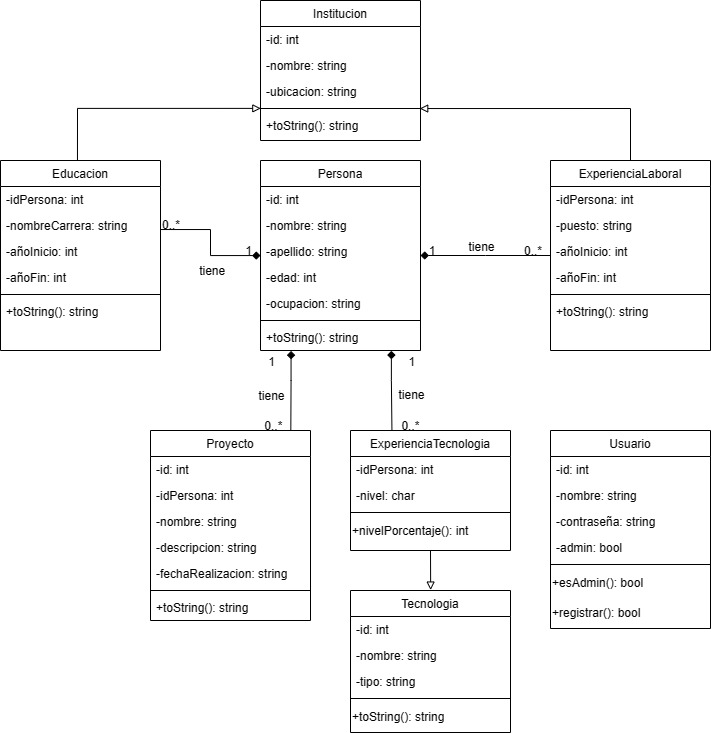 Institucion
-id: int
-nombre: string
-ubicacion: string
+toString(): string
Educacion
-idPersona: int
-nombreCarrera: string
-añoInicio: int
-añoFin: int
+toString(): string
0..*
tiene
1
Persona
-id: int
-nombre: string
-apellido: string
-edad: int
-ocupacion: string
+toString(): string
1
tiene
0..*
ExperienciaLaboral
-idPersona: int
-puesto: string
-añoInicio: int
-añoFin: int
+toString(): string
1
tiene
0..*
1
tiene
0..*
Proyecto
-id: int
-idPersona: int
-nombre: string
-descripcion: string
-fechaRealizacion: string
+toString(): string
ExperienciaTecnologia
-idPersona: int
-nivel: char
+nivelPorcentaje(): int
Usuario
-id: int
-nombre: string
-contraseña: string
-admin: bool
+esAdmin(): bool
+registrar(): bool
Tecnologia
-id: int
-nombre: string
-tipo: string
+toString(): string